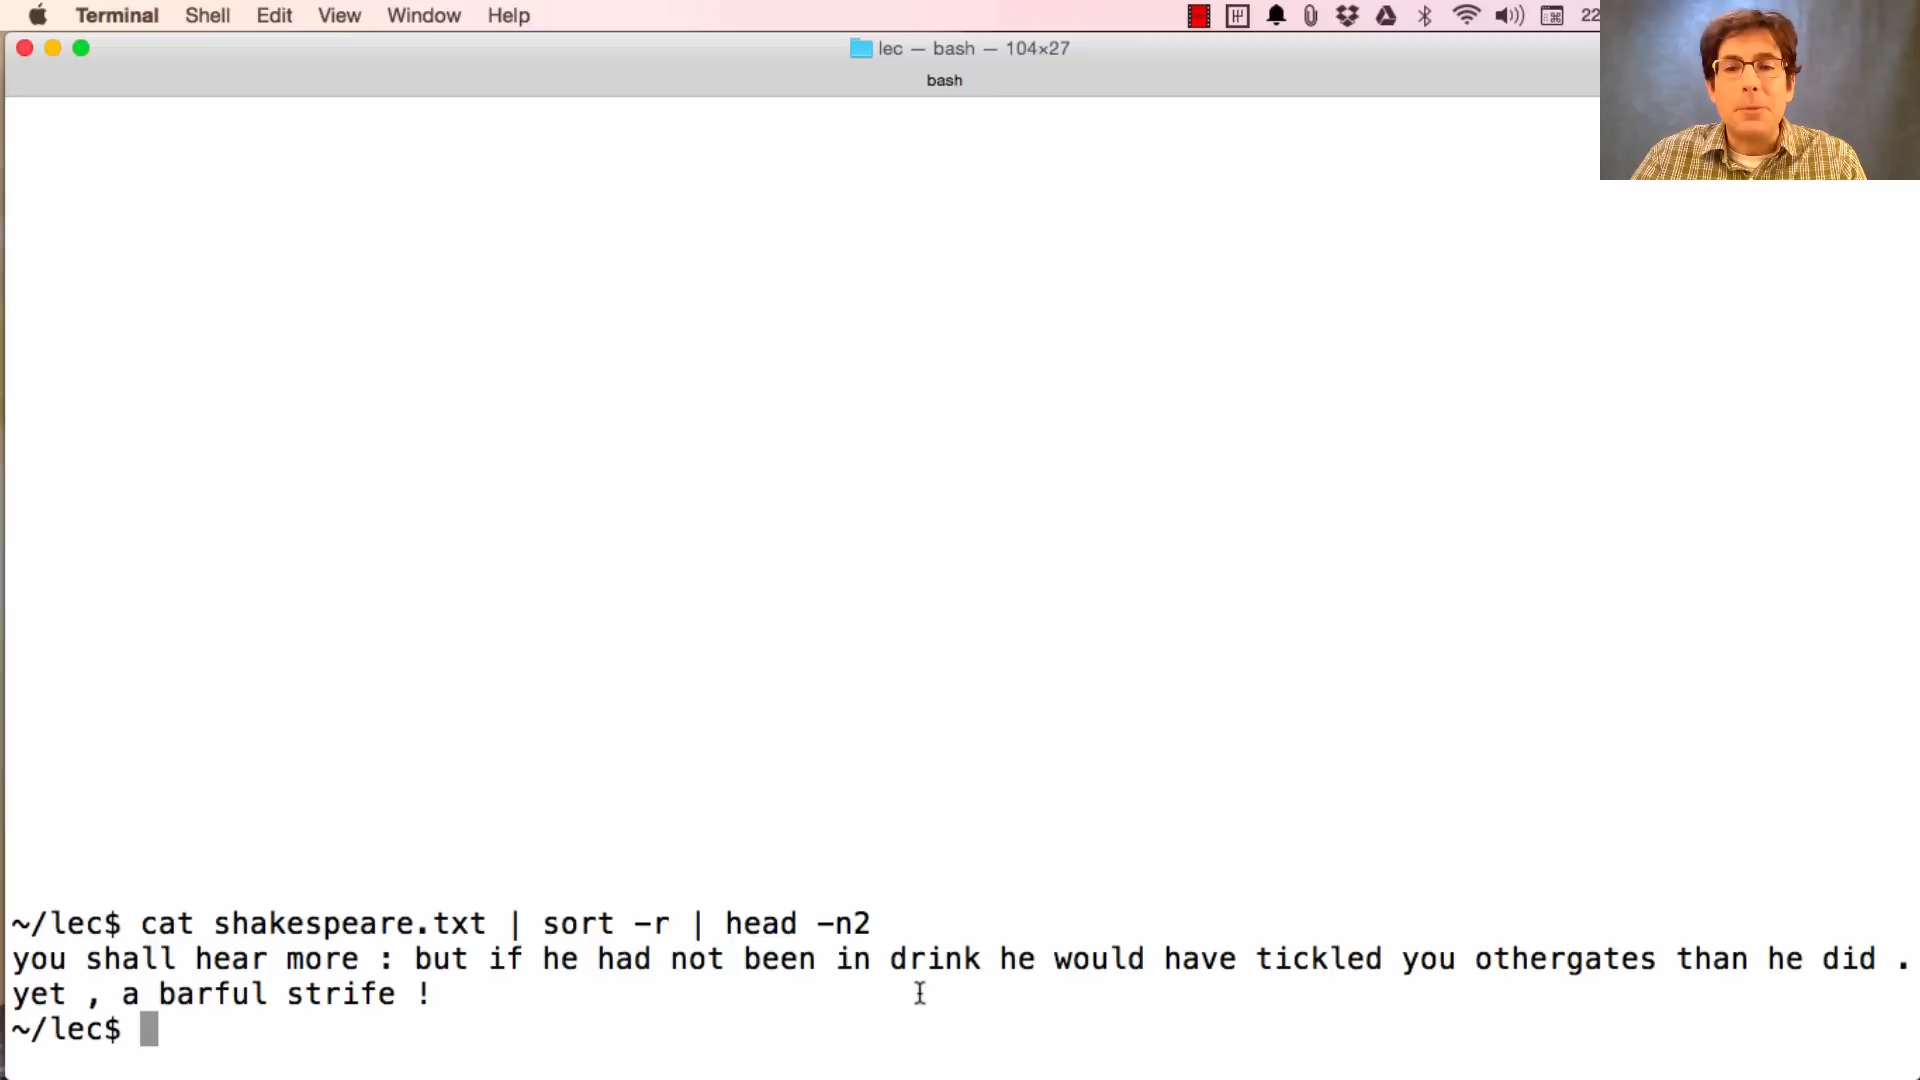 Terminal Shell Edit View Window Help 22
lec — bash — 104×27
bash
~/lec$ cat shakespeare.txt | sort -r | head -n2
you shall hear more : but if he had not been in drink he would have tickled you othergates than he did .
yet , a barful strife !
~/lec$